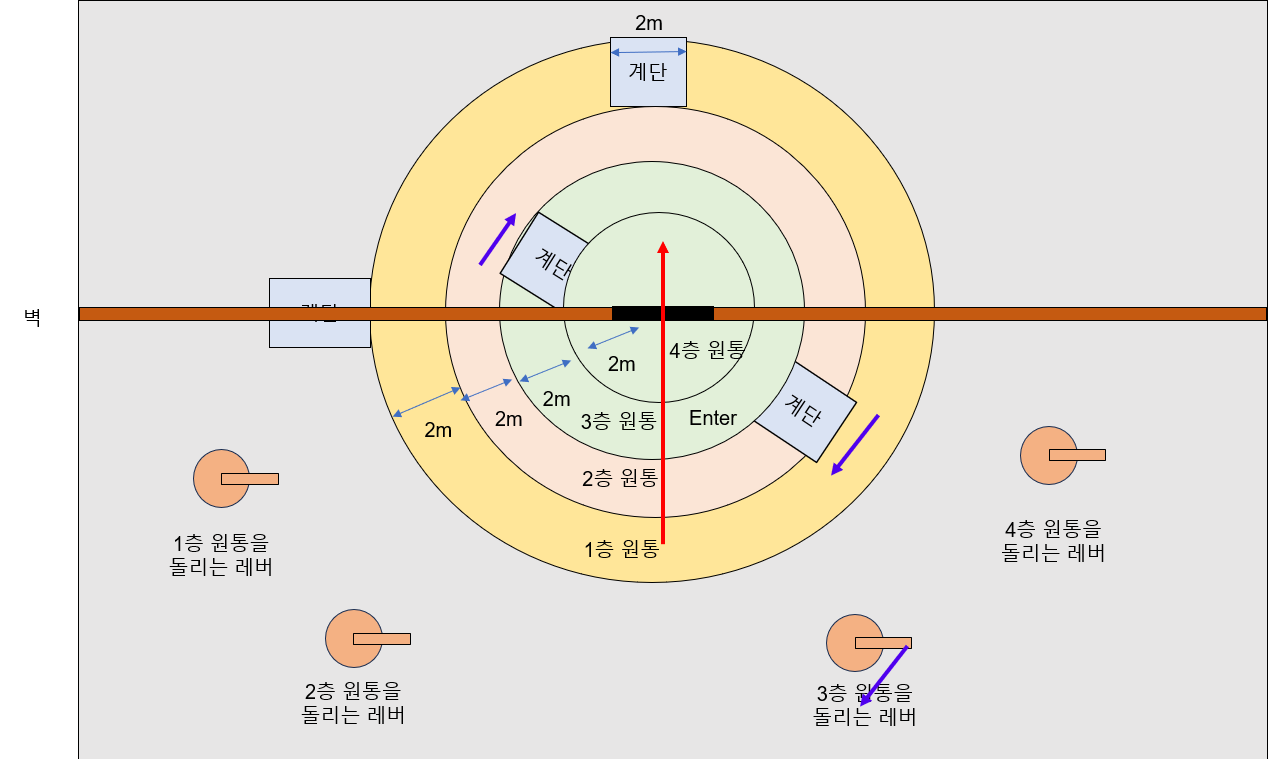 2m
계단
계단
계단
벽
4층 원통
2m
2m
3층 원통
Enter
계단
2m
2m
2층 원통
1층 원통
1층 원통을
돌리는 레버
4층 원통을
돌리는 레버
2층 원통을
돌리는 레버
3층 원통을
돌리는 레버